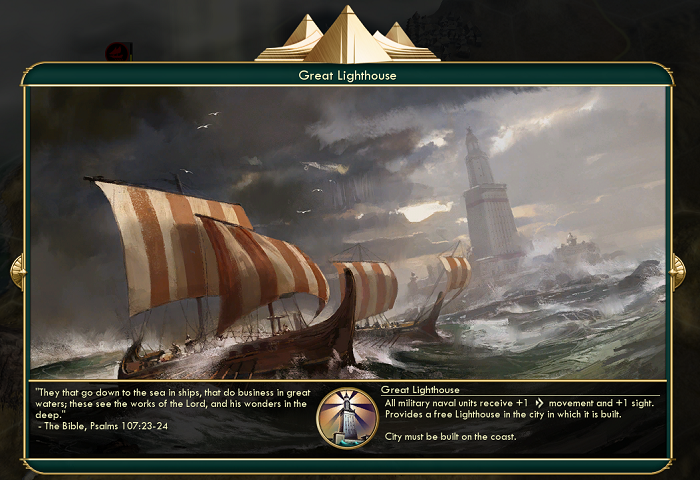 Great Lighthouse
"They that go down to the sea in ships, that do business in great
waters; these see the works of the Lord, and his wonders in the
deep."
- The Bible, Psalms 107:23-24
Great Lighthouse
All military naval units receive +1 movement and +1 sight.
Provides a free Lighthouse in the city in which it is built.
City must be built on the coast.